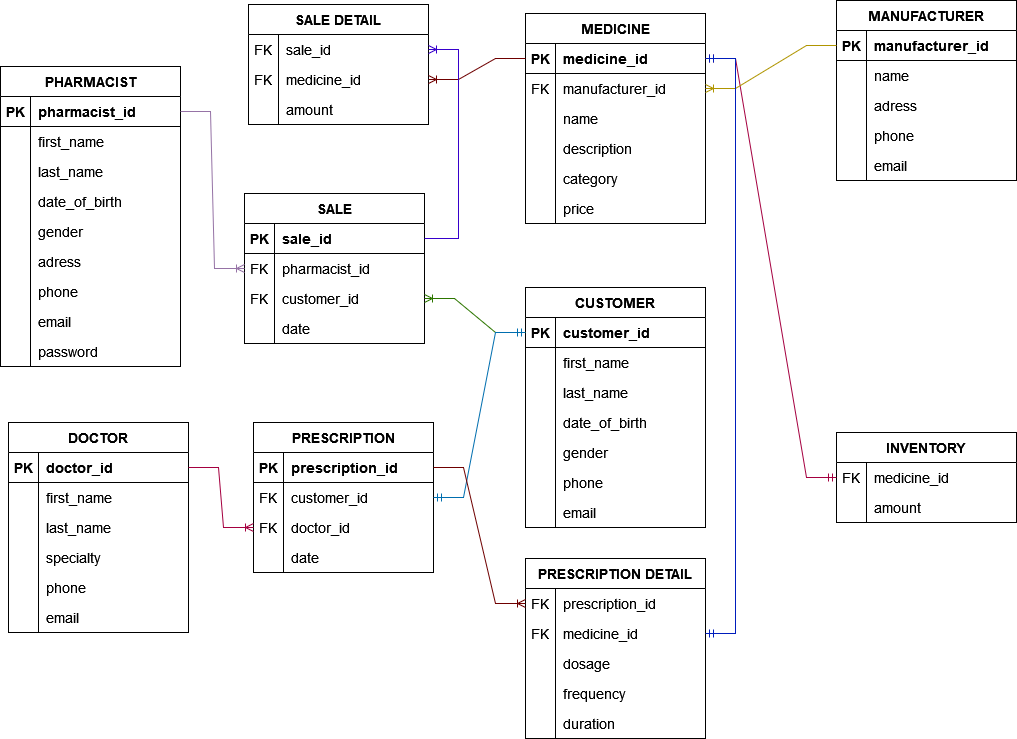 SALE DETAIL
FK sale_id
FK medicine_id
amount
MEDICINE
PK medicine_id
FK manufacturer_id
name
description
category
price
MANUFACTURER
PK manufacturer_id
name
adress
phone
email
PHARMACIST
PK pharmacist_id
first_name
last_name
date_of_birth
gender
adress
phone
email
password
SALE
PK sale_id
FK pharmacist_id
FK customer_id
date
CUSTOMER
PK customer_id
first_name
last_name
date_of_birth
gender
phone
email
DOCTOR
PK doctor_id
first_name
last_name
specialty
phone
email
PRESCRIPTION
PK prescription_id
FK customer_id
FK doctor_id
date
INVENTORY
FK medicine_id
amount
PRESCRIPTION DETAIL
FK prescription_id
FK medicine_id
dosage
frequency
duration